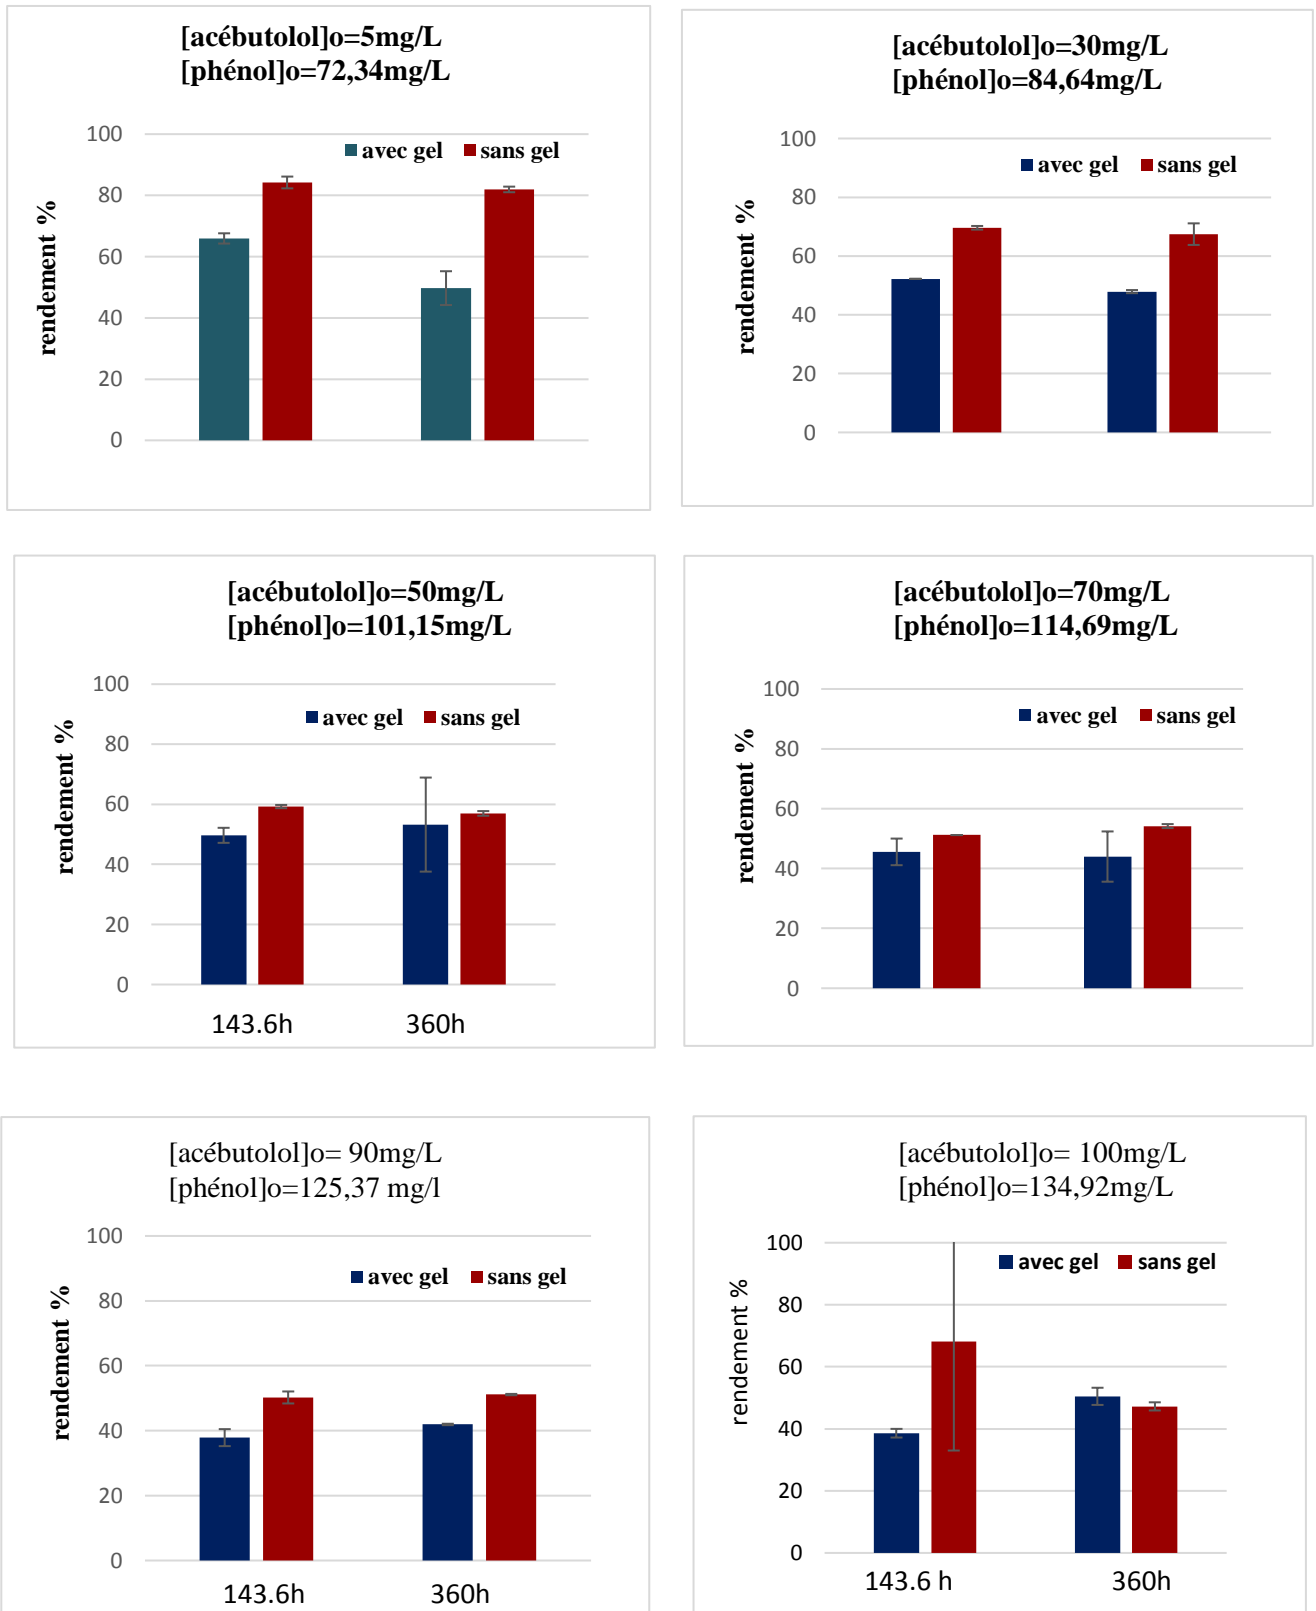 [acébutolol]o=5mg/L
[phénol]o=72,34mg/L
avec gel sans gel
rendement %
100
80
60
40
20
0
[acébutolol]o=30mg/L
[phénol]o=84,64mg/L
avec gel sans gel
rendement %
100
80
60
40
20
0
[acébutolol]o=50mg/L
[phénol]o=101,15mg/L
avec gel sans gel
rendement %
100
80
60
40
20
0
143.6h 360h
[acébutolol]o=70mg/L
[phénol]o=114,69mg/L
avec gel sans gel
rendement %
100
80
60
40
20
0
[acébutolol]o= 90mg/L
[phénol]o=125,37 mg/l
avec gel sans gel
rendement %
100
80
60
40
20
0
143.6h 360h
[acébutolol]o= 100mg/L
[phénol]o=134,92mg/L
avec gel sans gel
rendement %
100
80
60
40
20
0
143.6 h 360h